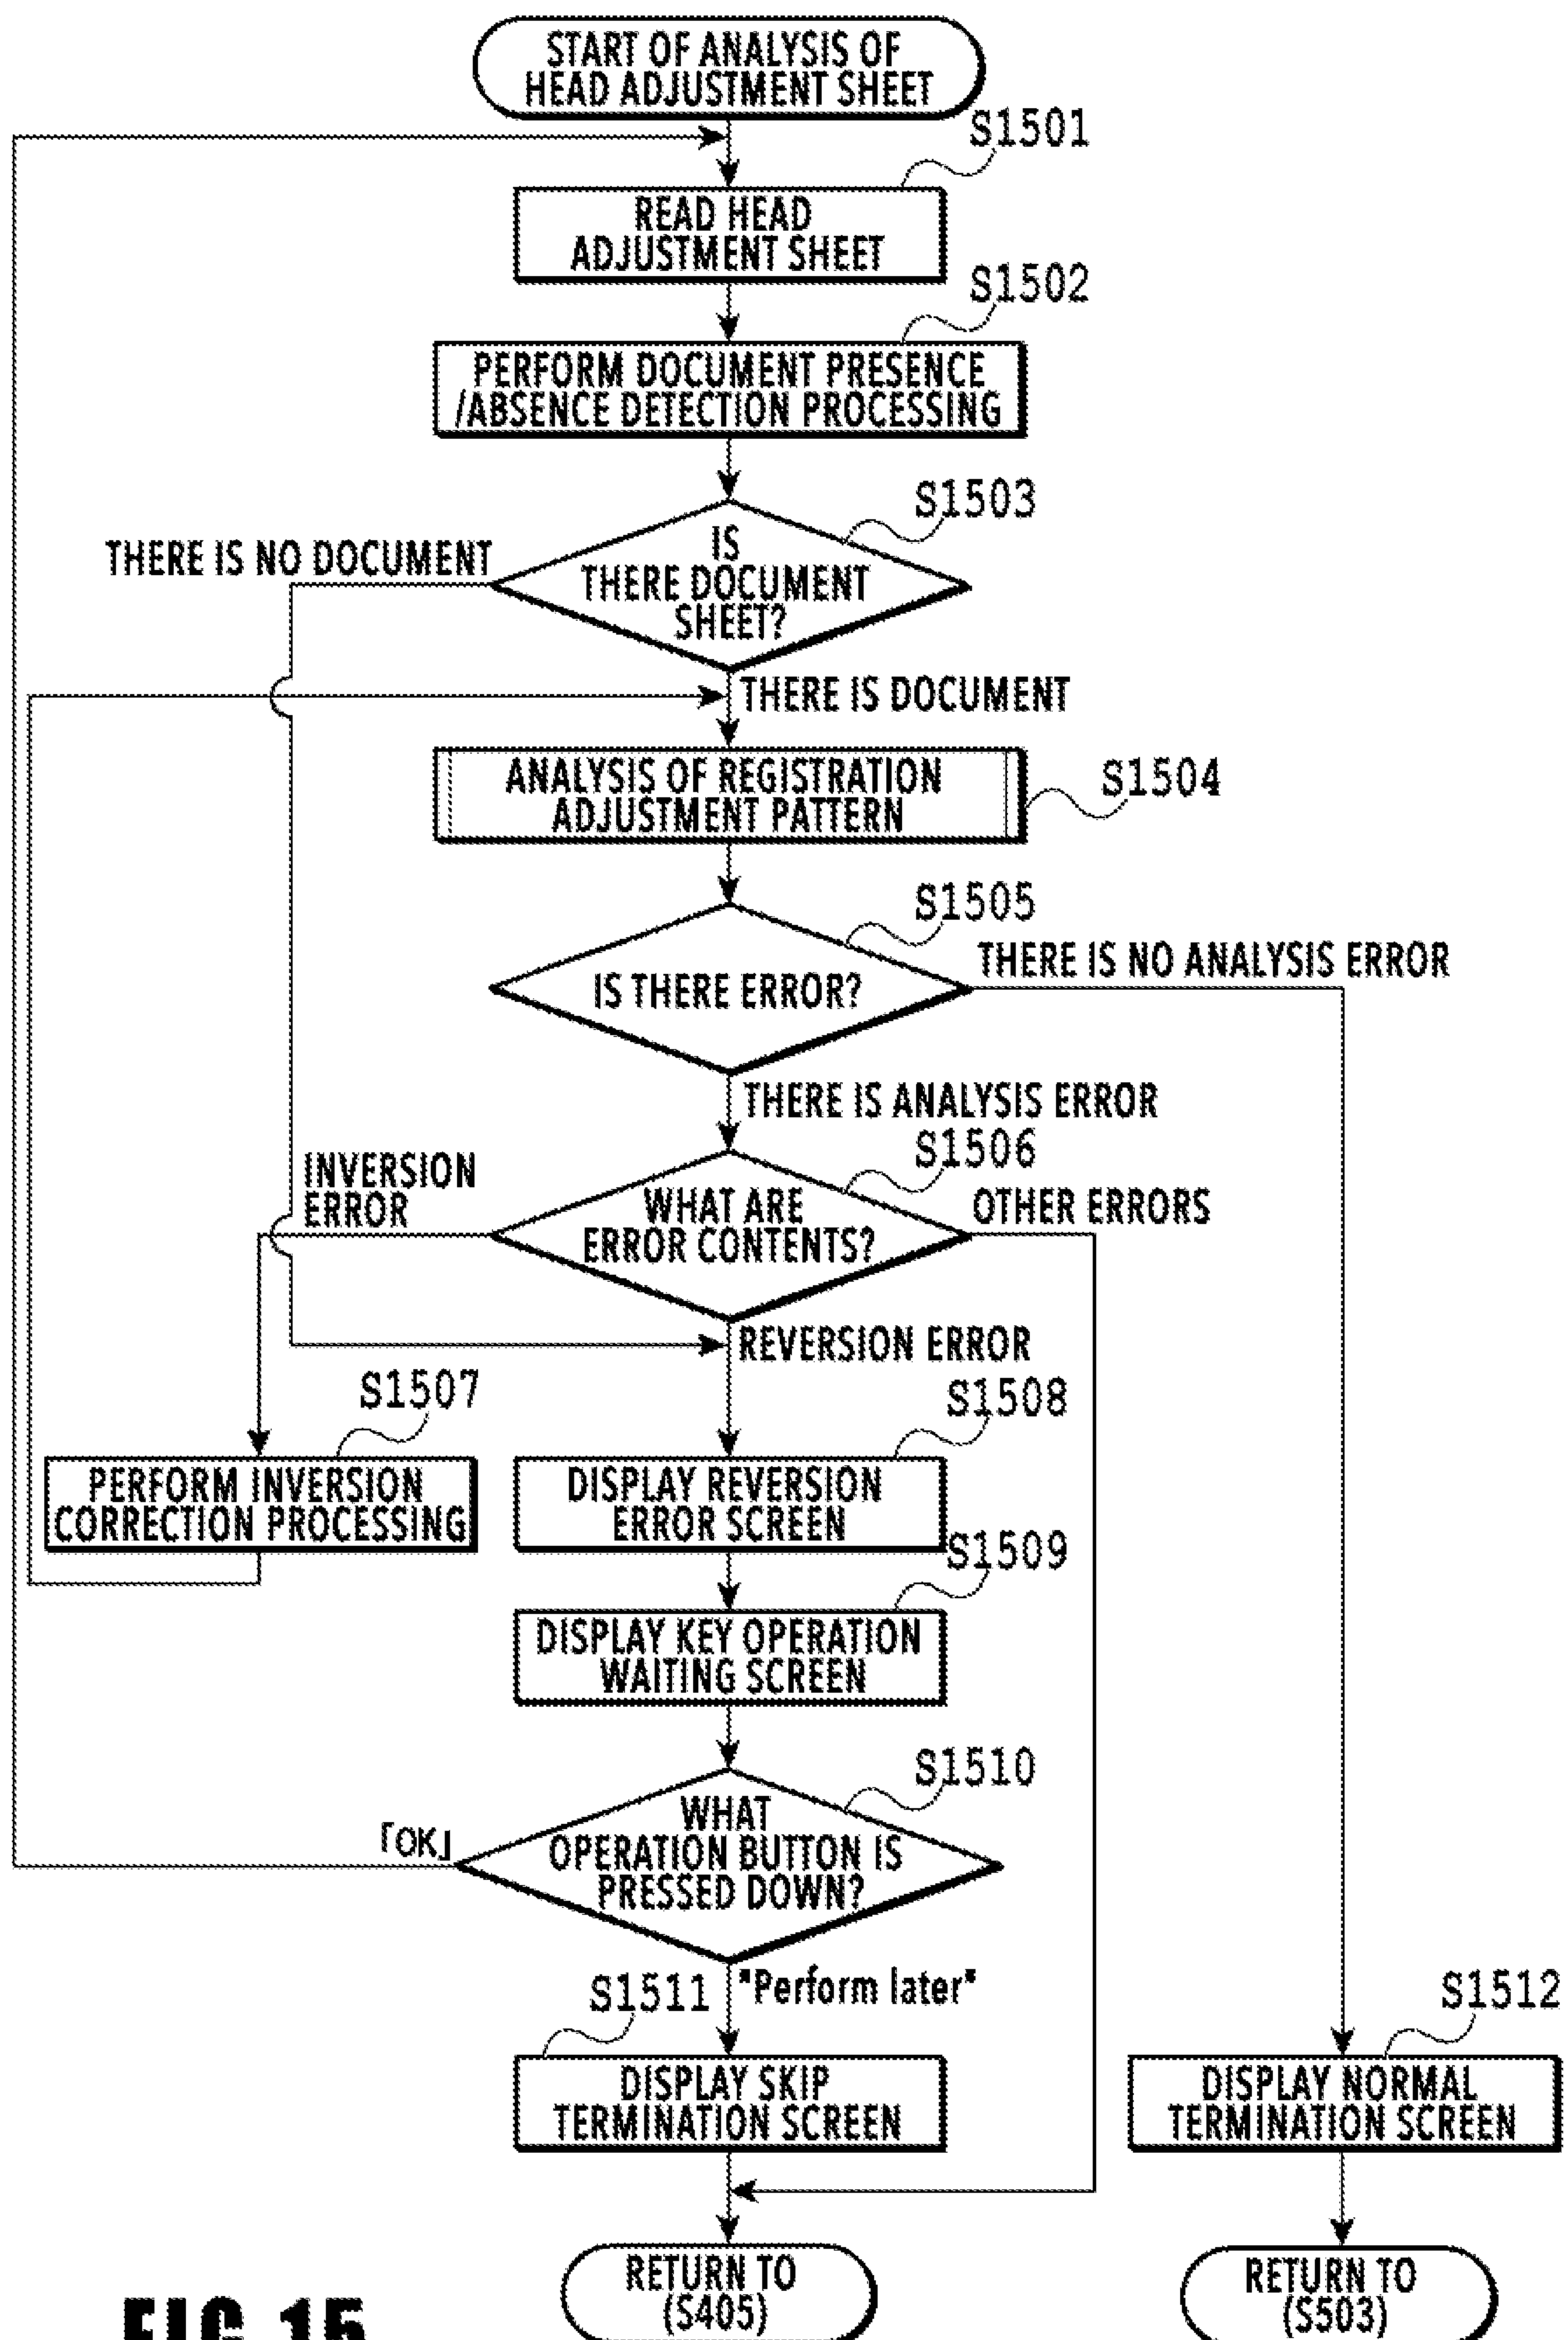 START OF ANALYSIS OF
HEAD ADJUSTMENT SHEET
S1501
READ HEAD
ADJUSTMENT SHEET
S1502
PERFORM DOCUMENT PRESENCE
/ABSENCE DETECTION PROCESSING
S1503
THERE IS NO DOCUMENT
IS
THERE DOCUMENT
SHEET?
THERE IS DOCUMENT
ANALYSIS OF REGISTRATION
ADJUSTMENT PATTERN
S1504
S1505
IS THERE ERROR?
THERE IS NO ANALYSIS ERROR
THERE IS ANALYSIS ERROR
S1506
INVERSION
ERROR
WHAT ARE
ERROR CONTENTS?
OTHER ERRORS
REVERSION ERROR
S1507
S1508
PERFORM INVERSION
CORRECTION PROCESSING
DISPLAY REVERSION
ERROR SCREEN
S1509
DISPLAY KEY OPERATION
WAITING SCREEN
S1510
「OK」
WHAT
OPERATION BUTTON IS
PRESSED DOWN?
"Perform later"
S1511
S1512
DISPLAY SKIP
TERMINATION SCREEN
DISPLAY NORMAL
TERMINATION SCREEN
RETURN TO
(S405)
RETURN TO
(S503)
FIG.15